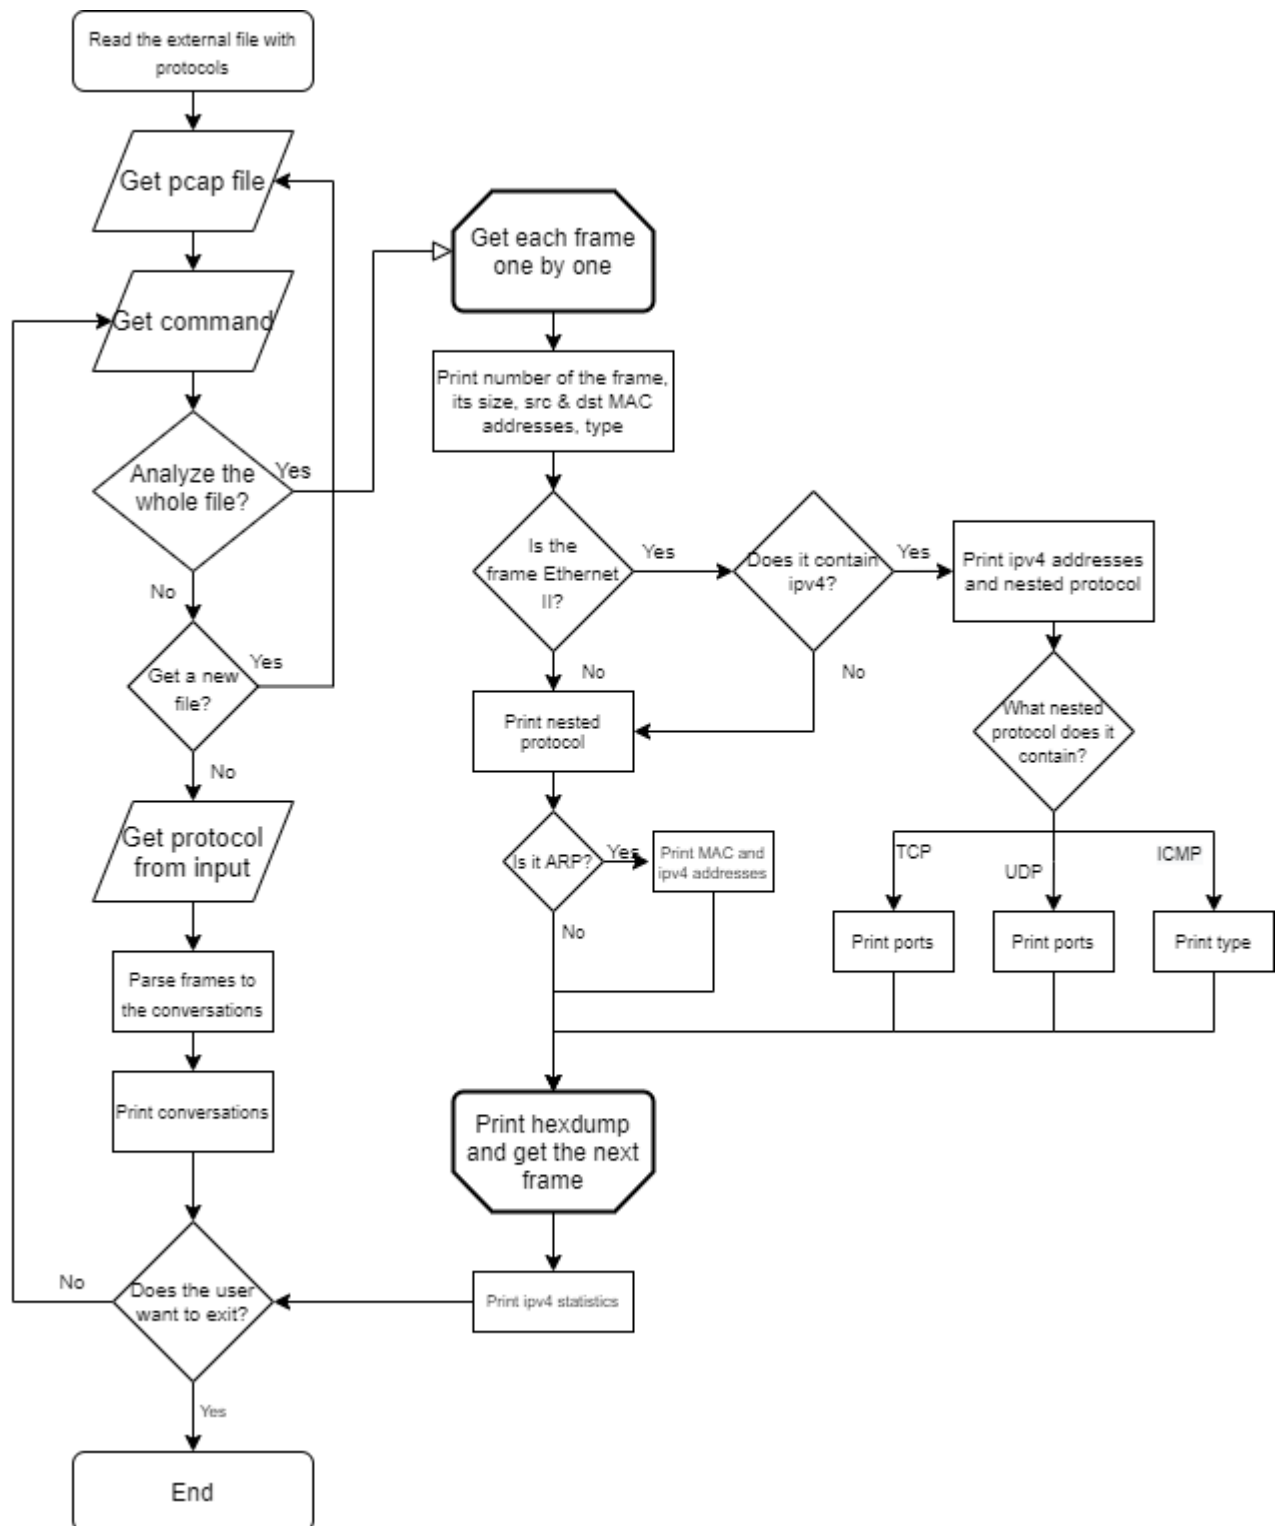 Read the external file with
protocols
Get pcap file
Get command
Analyze the
whole file?
Yes
No
Get a new
file?
Yes
No
Get protocol
from input
Parse frames to
the conversations
Print conversations
Does the user
want to exit?
No
Yes
End
Get each frame
one by one
Print number of the frame,
its size, src & dst MAC
addresses, type
Is the
frame Ethernet
II?
Yes
No
Does it contain
ipv4?
Yes
No
Print ipv4 addresses
and nested protocol
What nested
protocol does it
contain?
TCP
UDP
ICMP
Print ports
Print ports
Print type
Print nested
protocol
Is it ARP?
Yes
No
Print MAC and
ipv4 addresses
Print hexdump
and get the next
frame
Print ipv4 statistics